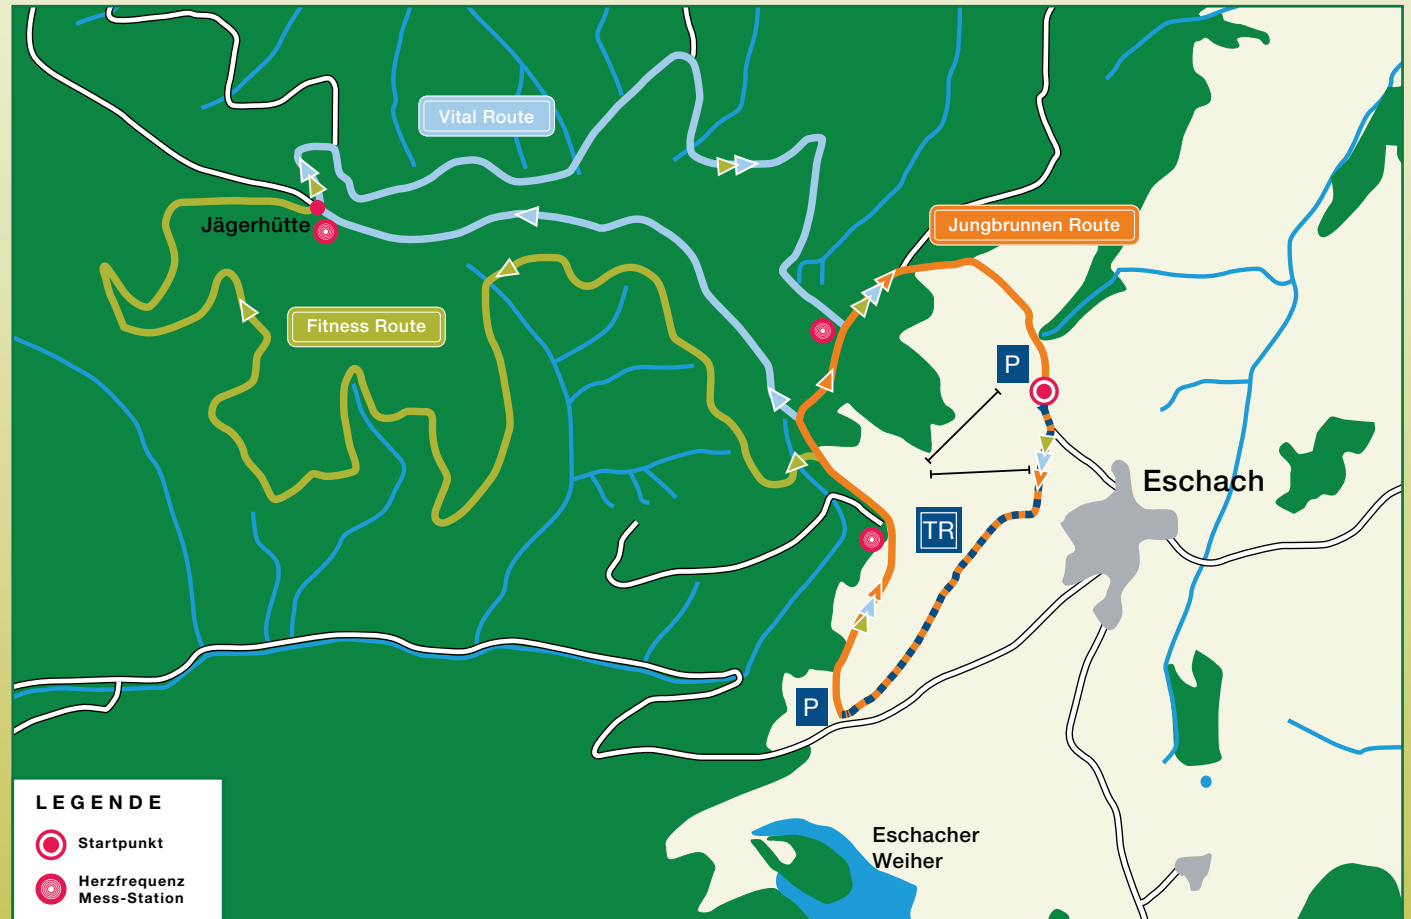 Vital Route
Jungbrunnen Route
Jägerhütte
Fitness Route
P
Eschach
TR
P
LEGENDE
Startpunkt
Herzfrequenz
Mess-Station
Eschacher
Weiher